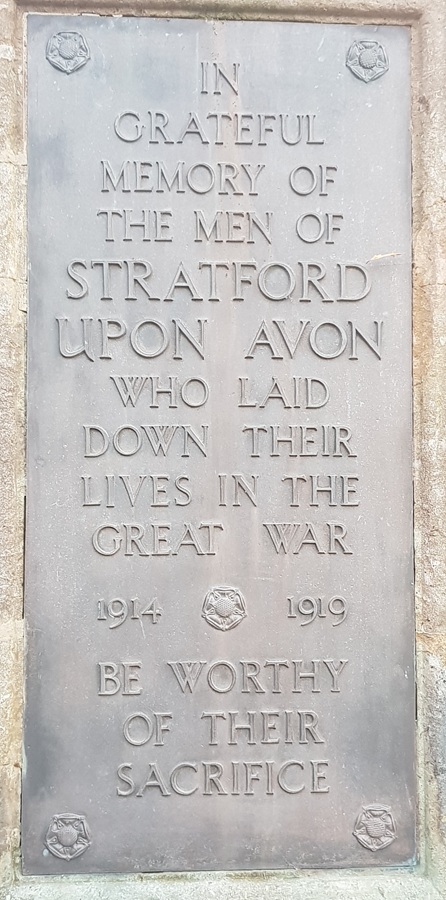 IN
GRATEFUL
MEMORY OF
THE MEN OF
STRATFORD
UPON AVON
WHO LAID
DOWN THEIR
LIVES IN THE
GREAT WAR
1914 1919
BE WORTHY
OF THEIR
SACRIFICE